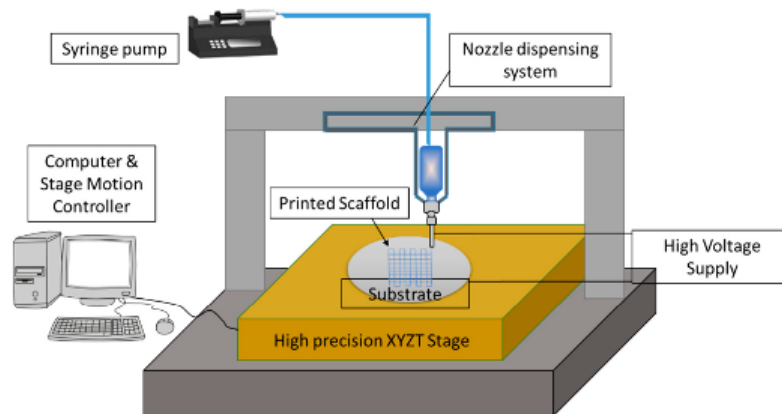 Syringe pump
Nozzle dispensing
system
Computer &
Stage Motion
Controller
Printed Scaffold
High Voltage
Supply
Substrate
High precision XYZT Stage